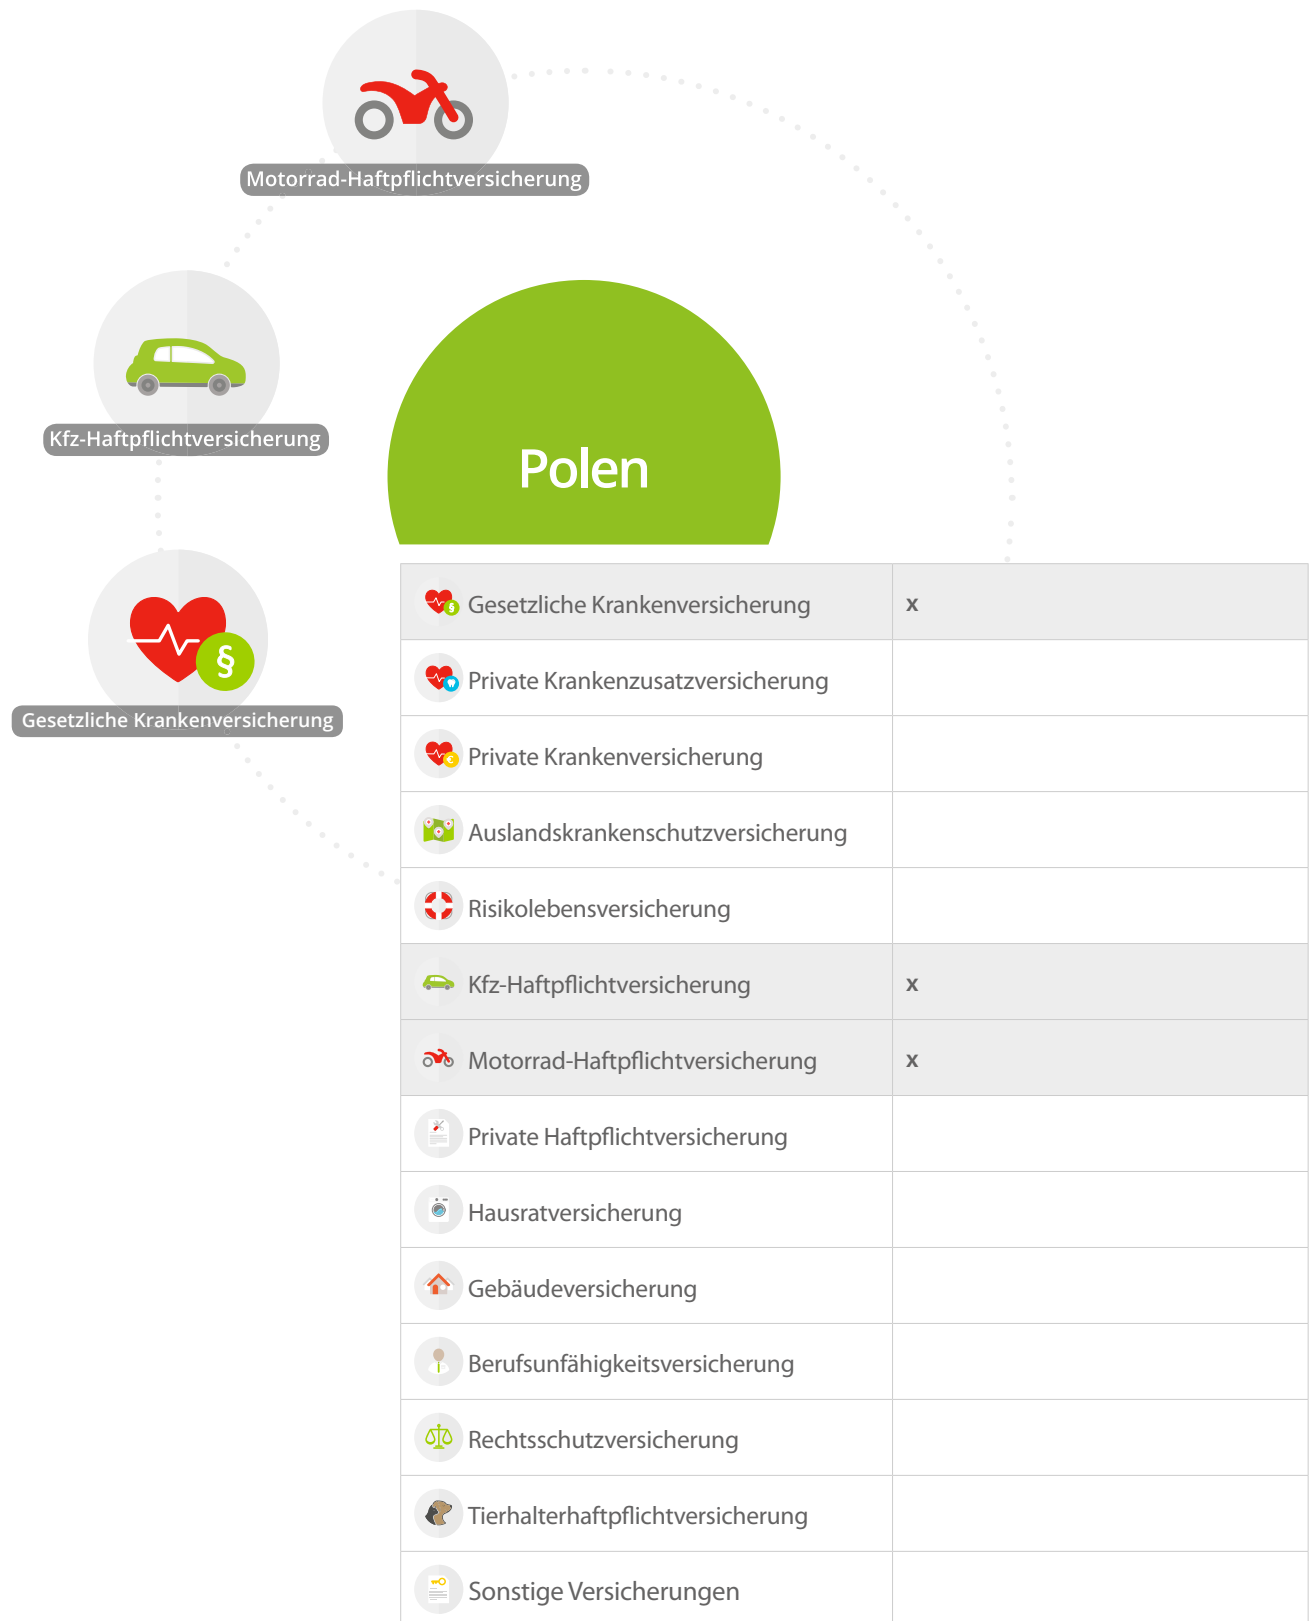 Motorrad-Haftpflichtversicherung
Kfz-Haftpflichtversicherung
Polen
§
Gesetzliche Krankenversicherung
§ Gesetzliche Krankenversicherung x
Private Krankenzusatzversicherung
€ Private Krankenversicherung
Auslandskrankenschutzversicherung
Risikolebensversicherung
Kfz-Haftpflichtversicherung x
Motorrad-Haftpflichtversicherung x
Private Haftpflichtversicherung
Hausratversicherung
Gebäudeversicherung
Berufsunfähigkeitsversicherung
Rechtsschutzversicherung
Tierhalterhaftpflichtversicherung
Sonstige Versicherungen